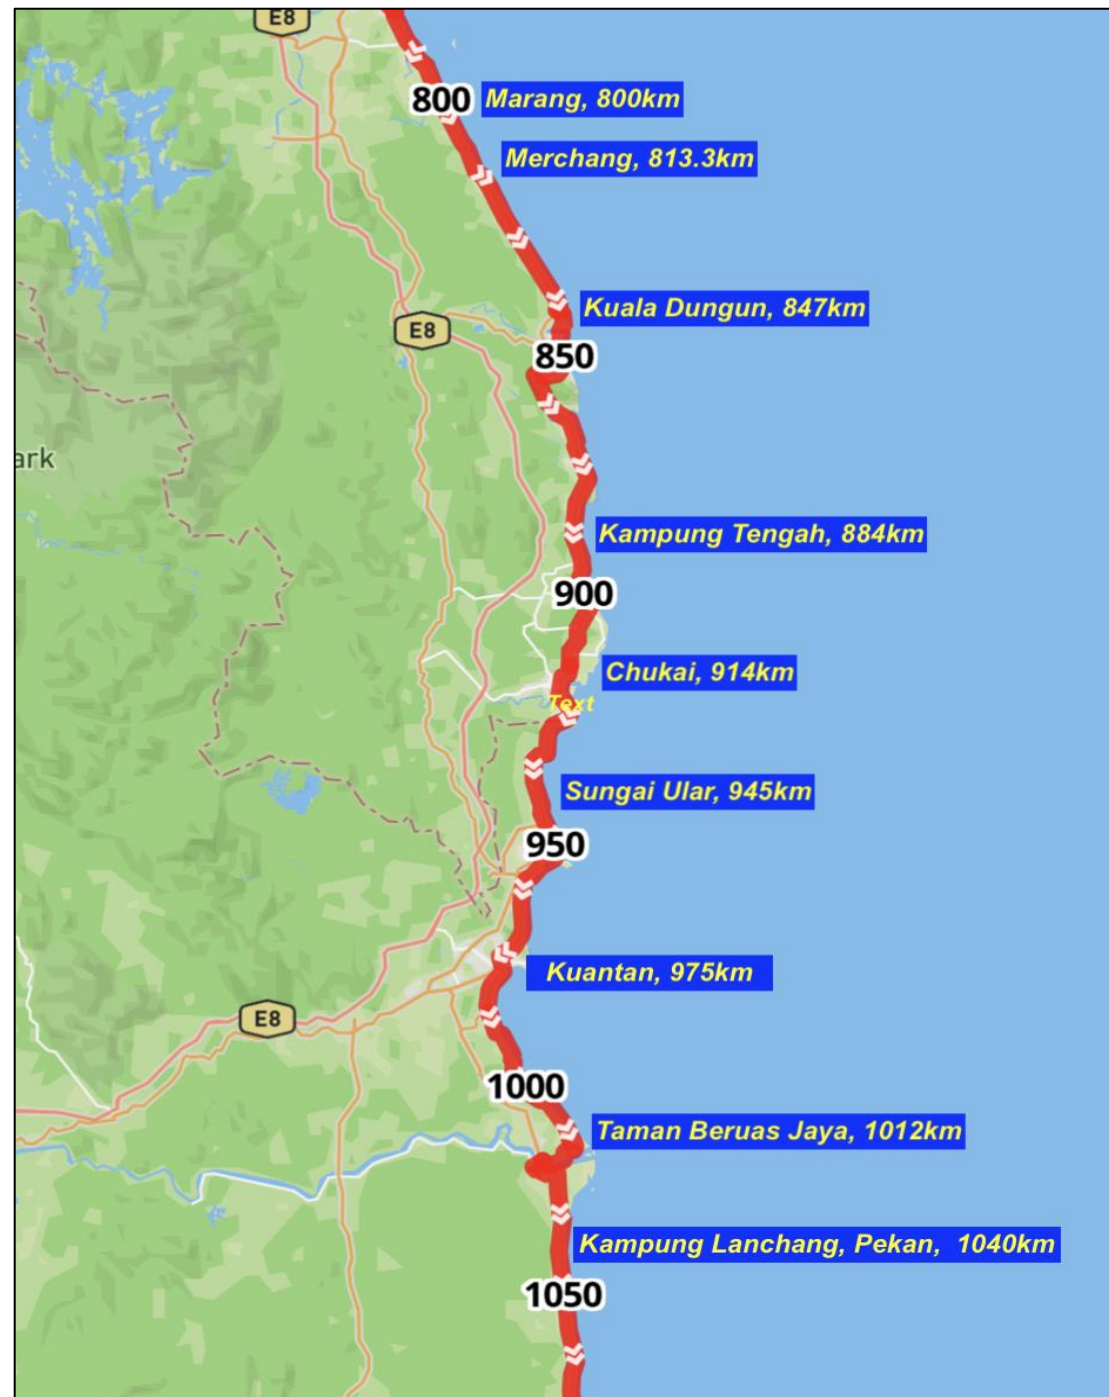 E8
800
Marang, 800km
Merchang, 813.3km
Kuala Dungun, 847km
E8
850
ark
Kampung Tengah, 884km
900
Chukai, 914km
Text
Sungai Ular, 945km
950
Kuantan, 975km
E8
1000
Taman Beruas Jaya, 1012km
Kampung Lanchang, Pekan, 1040km
1050